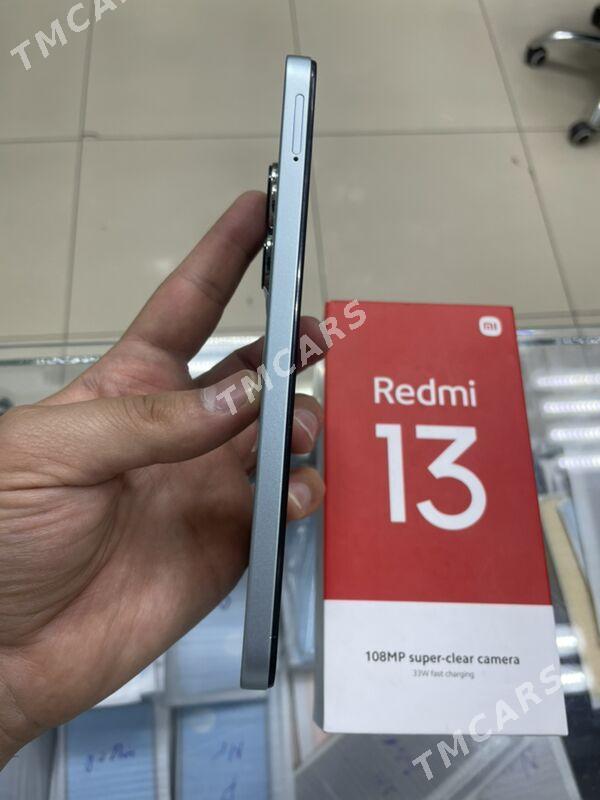 TMCARS
mi
Redmi
13
TMCARS
108MP super-clear camera
33W fast charging
TMCARS